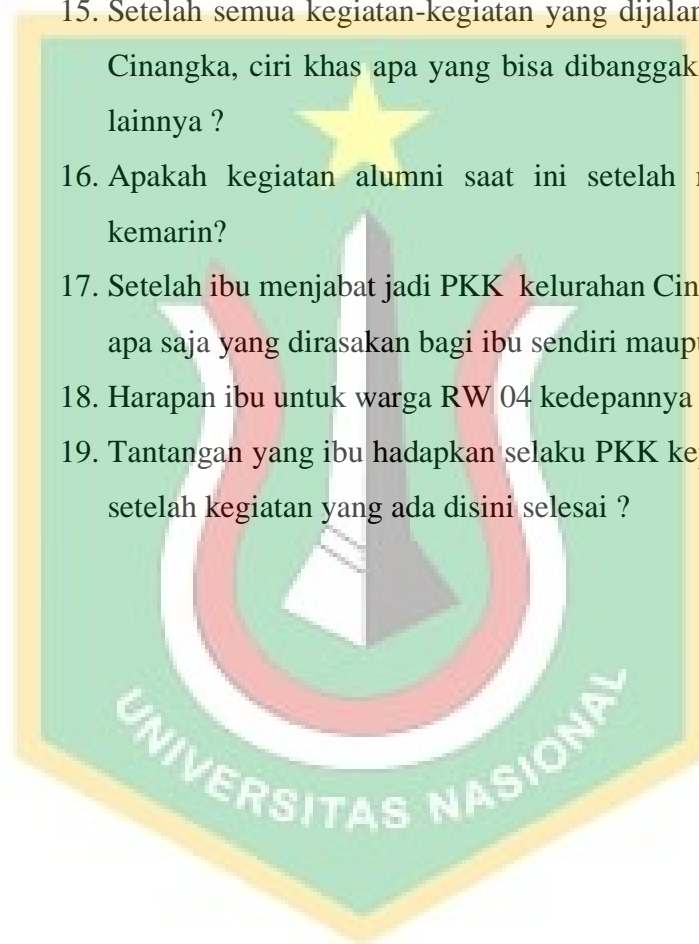 15. Setelah semua kegiatan-kegiatan yang dijalan
Cinangka, ciri khas apa yang bisa dibanggak
lainnya ?
16. Apakah kegiatan alumni saat ini setelah
kemarin?
17. Setelah ibu menjabat jadi PKK kelurahan Cin
apa saja yang dirasakan bagi ibu sendiri maupu
18. Harapan ibu untuk warga RW 04 kedepannya
19. Tantangan yang ibu hadapkan selaku PKK ke
setelah kegiatan yang ada disini selesai ?
UNIVERSITAS NASIONAL